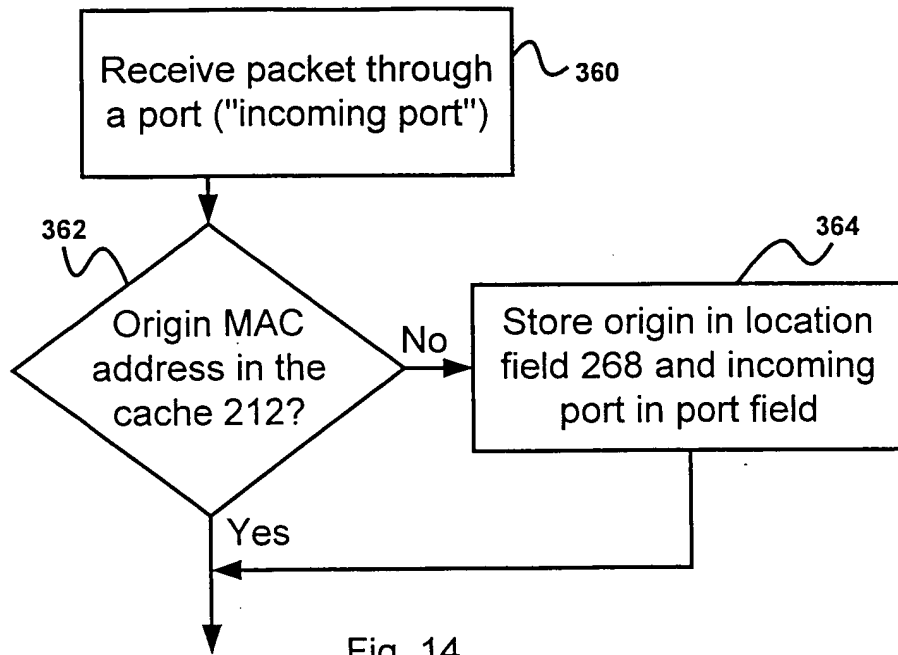 Receive packet through
a port ("incoming port")
360
362
Origin MAC
address in the
cache 212?
No
364
Store origin in location
field 268 and incoming
port in port field
Yes
Fig. 14